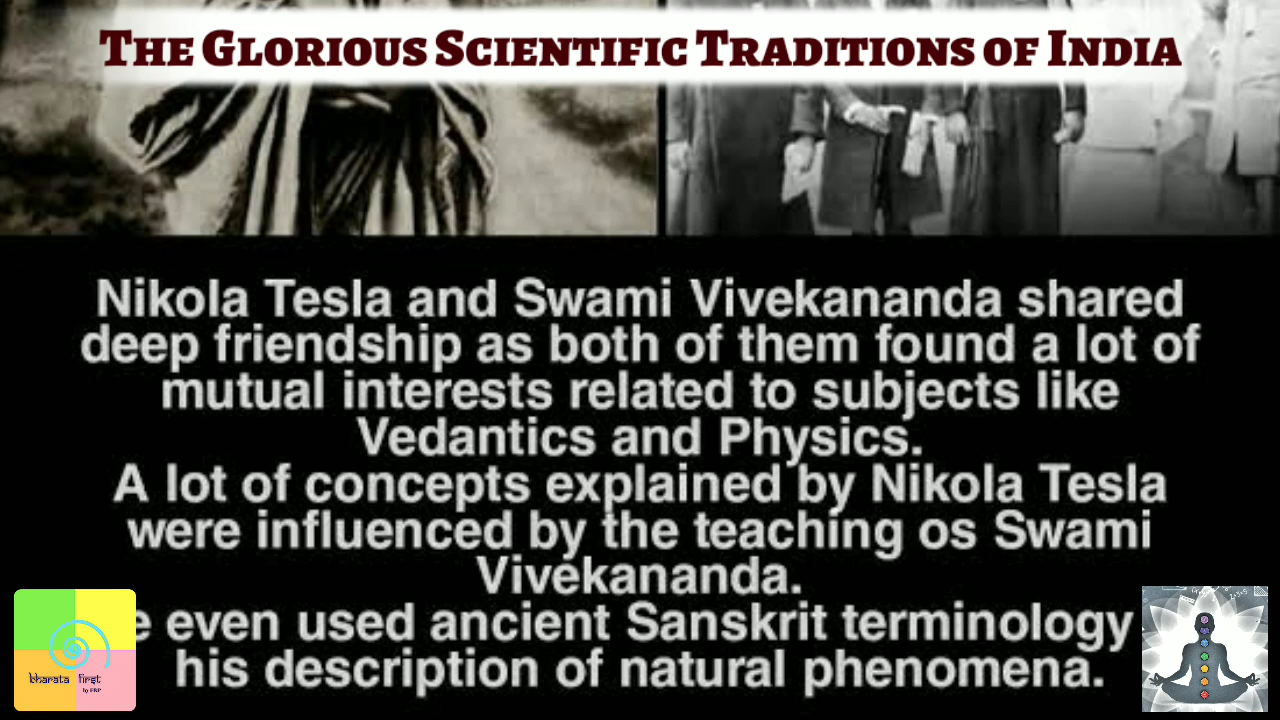 The Glorious Scientific Traditions of India
Nikola Tesla and Swami Vivekananda shared
deep friendship as both of them found a lot of
mutual interests related to subjects like
Vedantics and Physics.
A lot of concepts explained by Nikola Tesla
were influenced by the teaching os Swami
Vivekananda.
e even used ancient Sanskrit terminology
his description of natural phenomena.
bharata first
by FBP